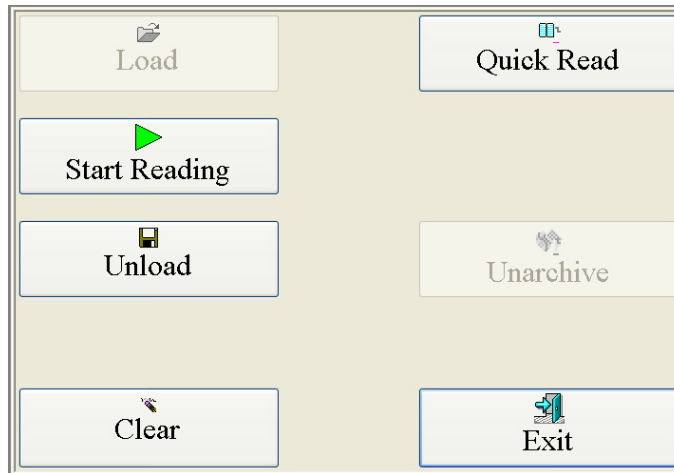 Load
Quick Read
Start Reading
Unload
Unarchive
Clear
Exit